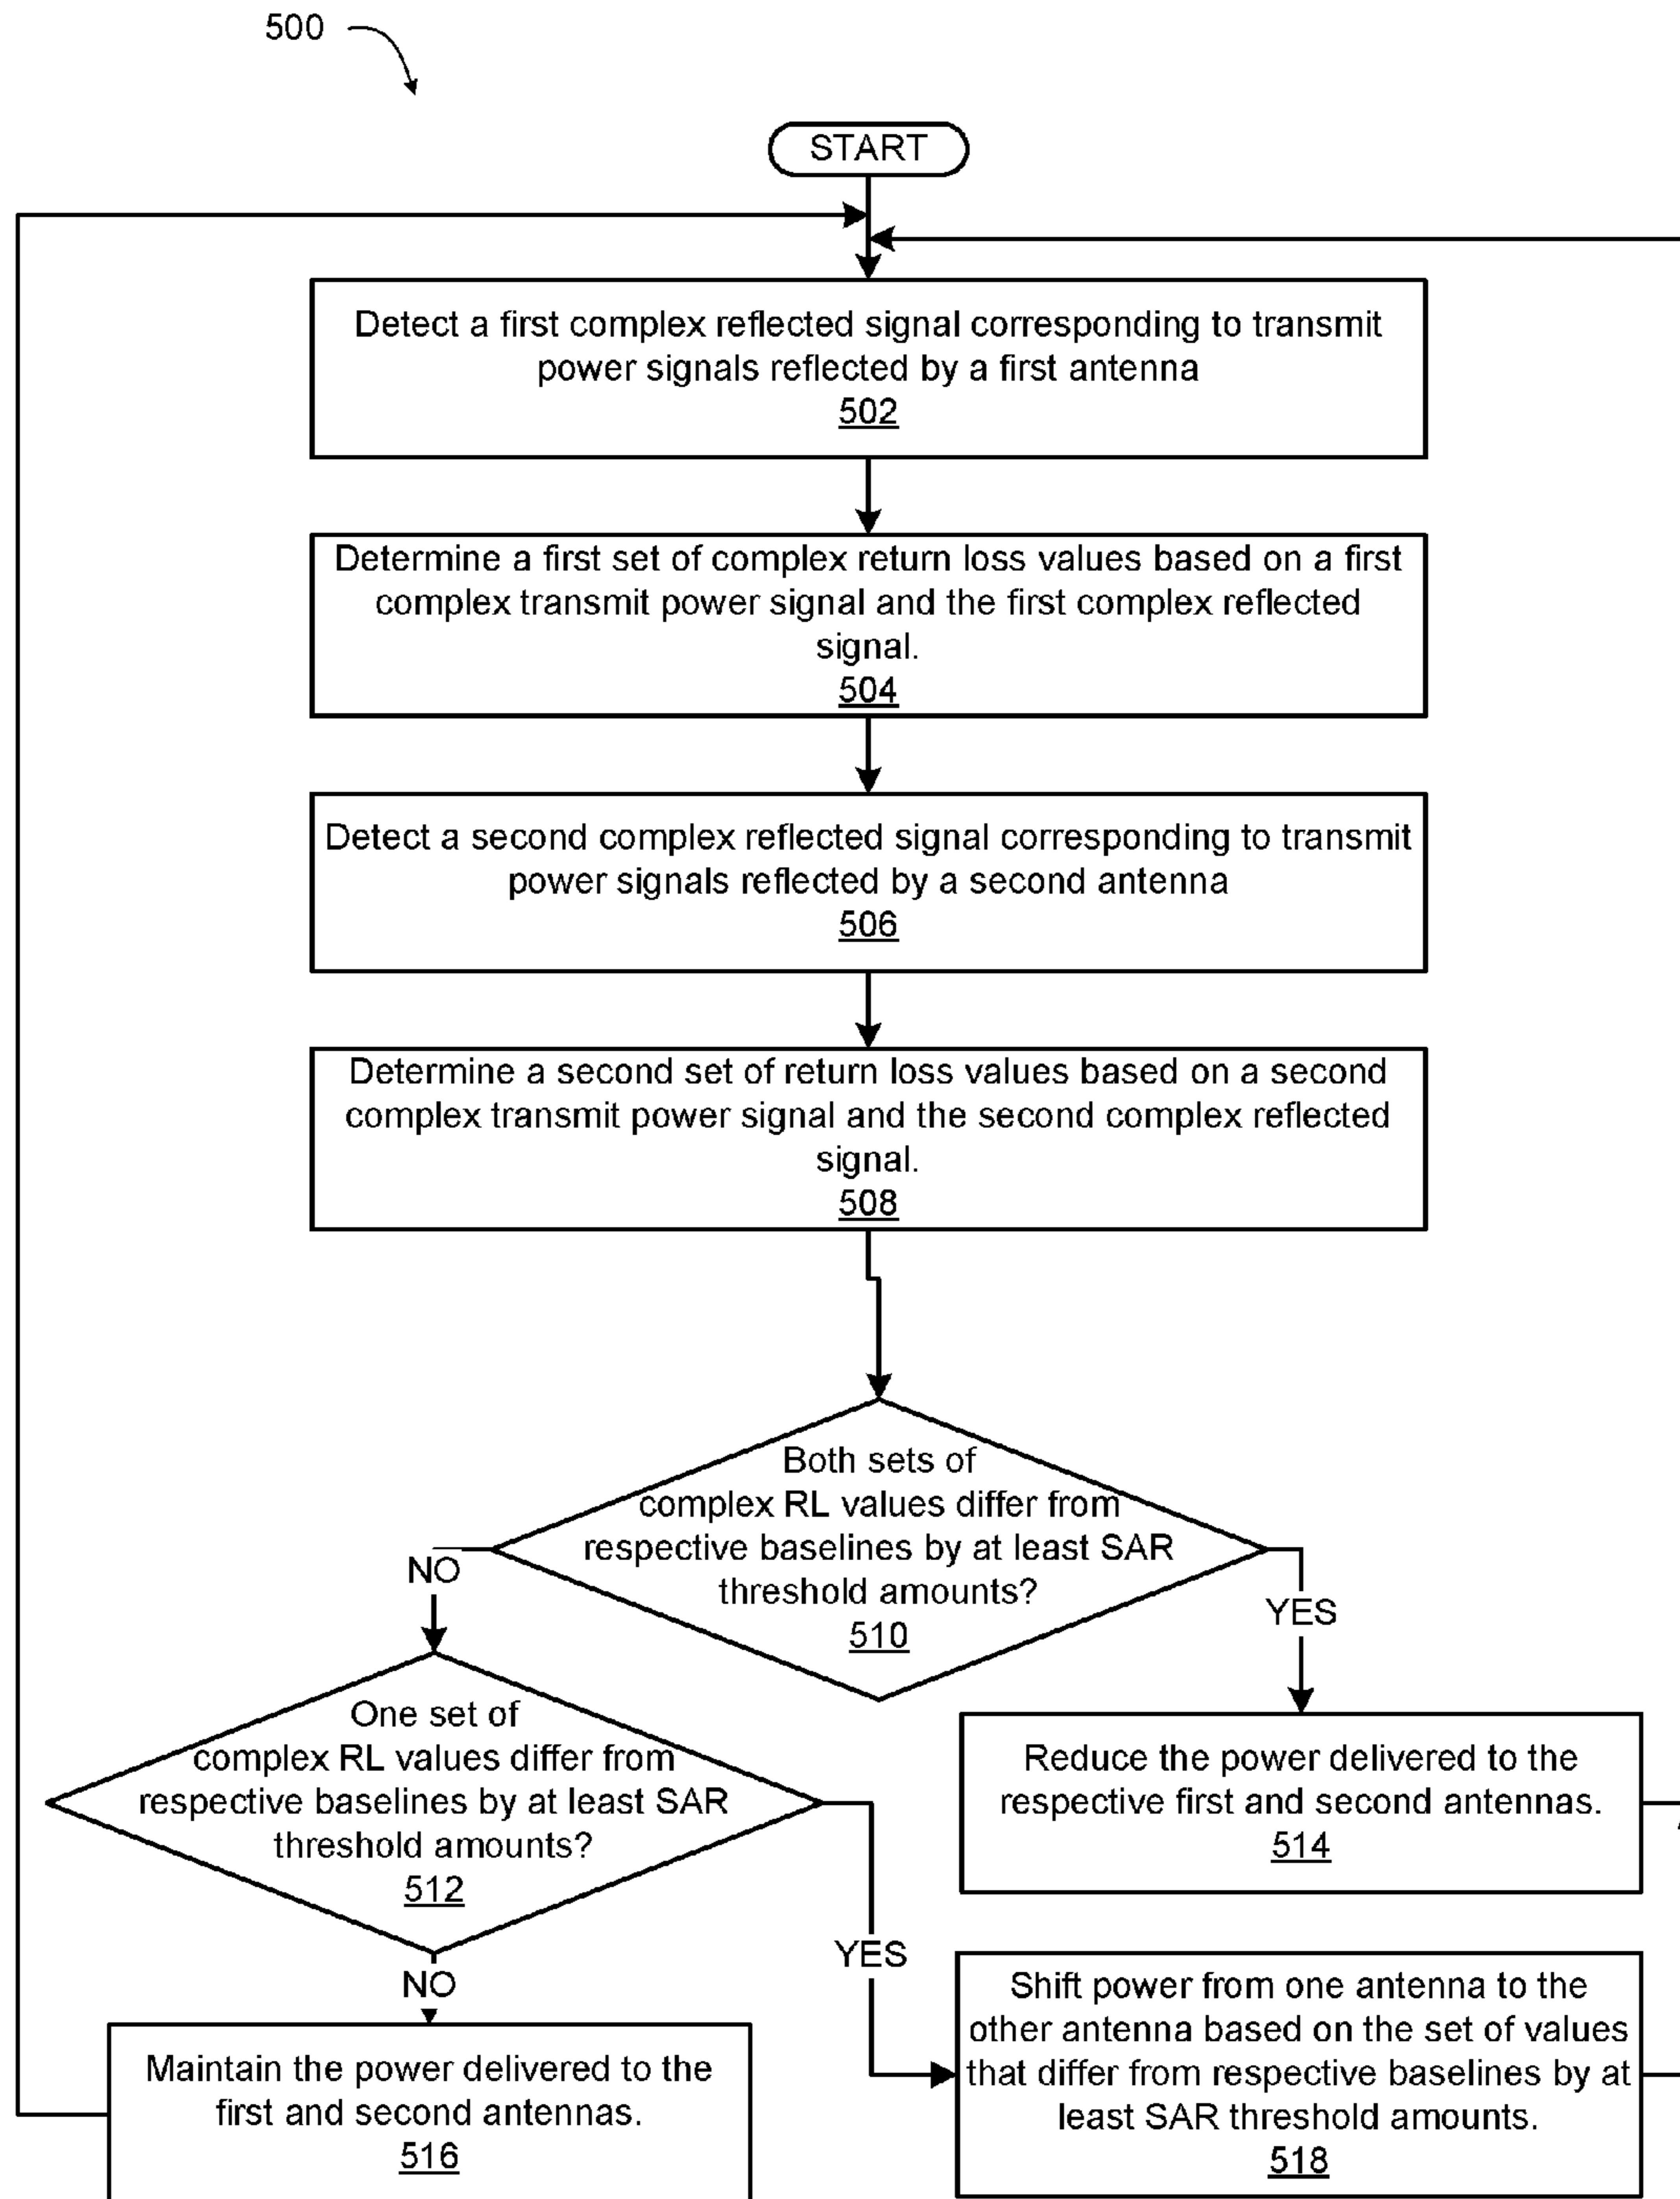 500
START
Detect a first complex reflected signal corresponding to transmit
power signals reflected by a first antenna
502
Determine a first set of complex return loss values based on a first
complex transmit power signal and the first complex reflected
signal.
504
Detect a second complex reflected signal corresponding to transmit
power signals reflected by a second antenna
506
Determine a second set of return loss values based on a second
complex transmit power signal and the second complex reflected
signal.
508
Both sets of
complex RL values differ from
respective baselines by at least SAR
threshold amounts?
510
NO
YES
One set of
complex RL values differ from
respective baselines by at least SAR
threshold amounts?
512
Reduce the power delivered to the
respective first and second antennas.
514
YES
NO
Maintain the power delivered to the
first and second antennas.
516
Shift power from one antenna to the
other antenna based on the set of values
that differ from respective baselines by at
least SAR threshold amounts.
518